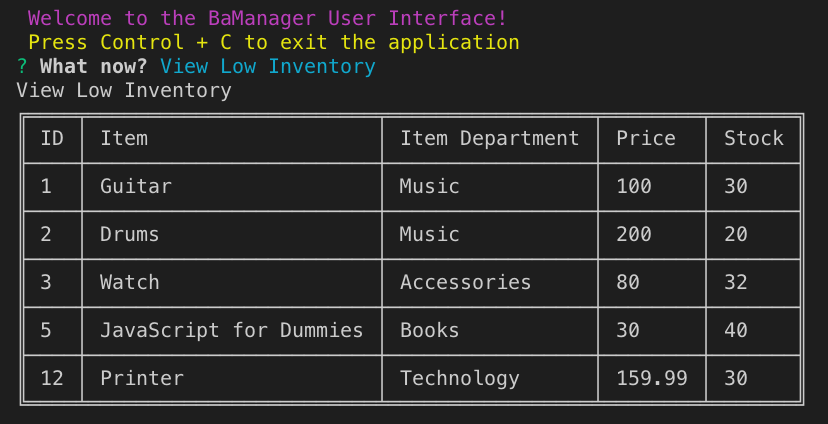 Welcome to the BaManager User Interface!
Press Control + C to exit the application
? What now? View Low Inventory
View Low Inventory
ID Item Item Department Price Stock
1 Guitar Music 100 30
2 Drums Music 200 20
3 Watch Accessories 80 32
5 JavaScript for Dummies Books 30 40
12 Printer Technology 159.99 30